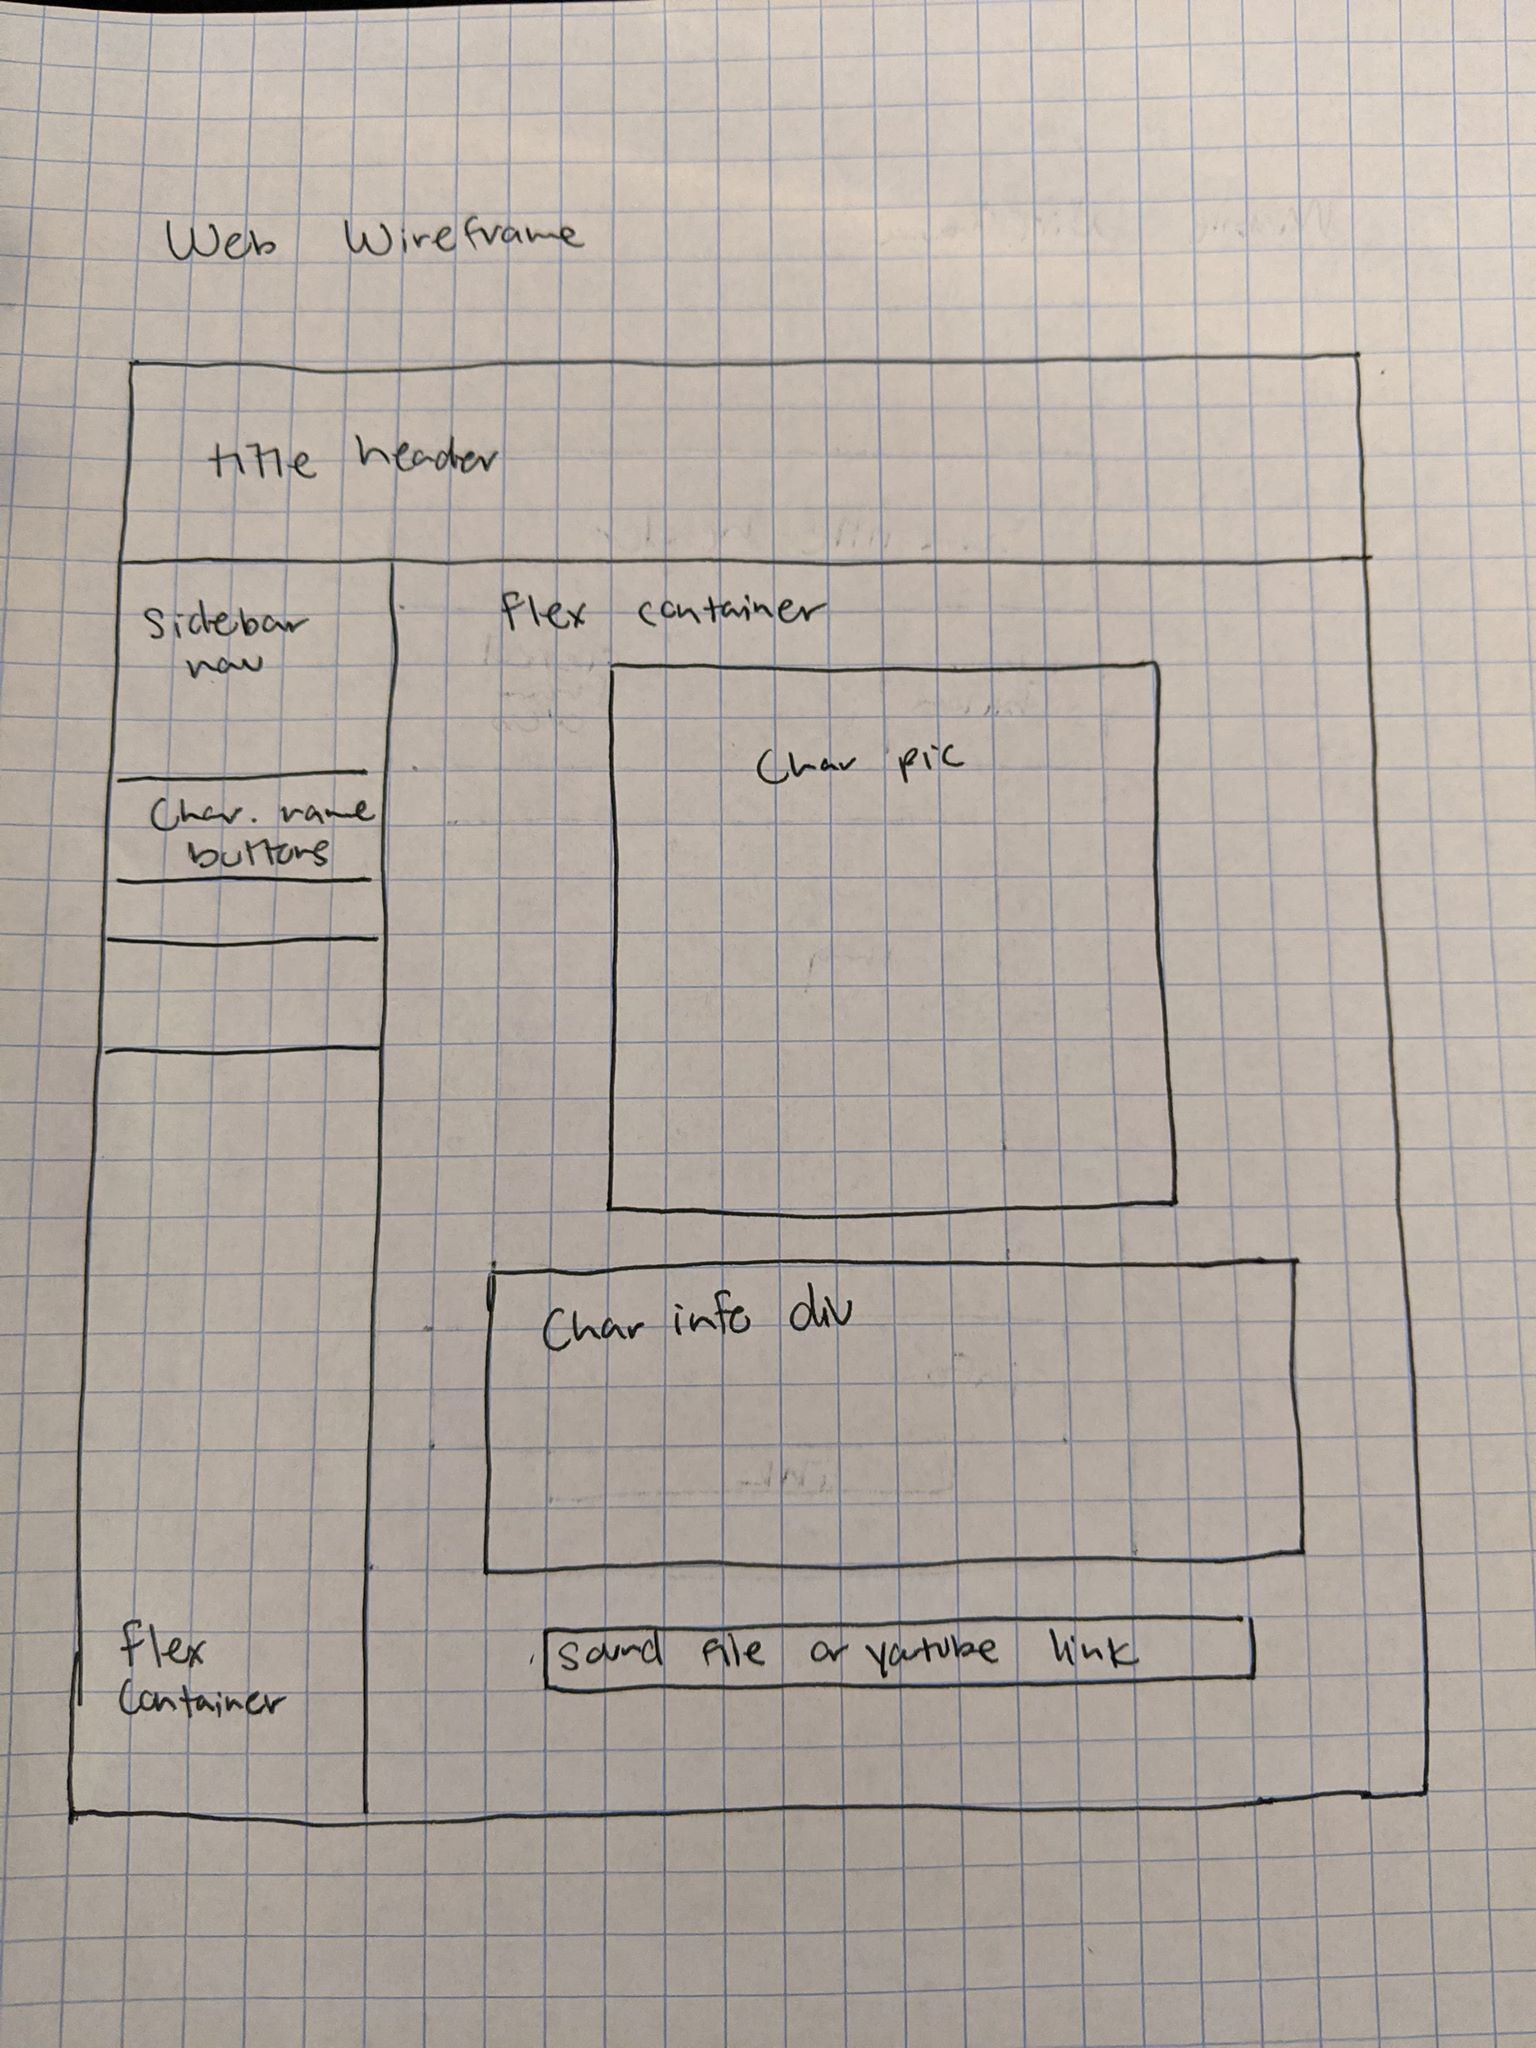 Web Wireframe
title header
Sidebar
nav
flex container
Char pic
Char. name
buttons
Char info div
flex
container
sound file or youtube link